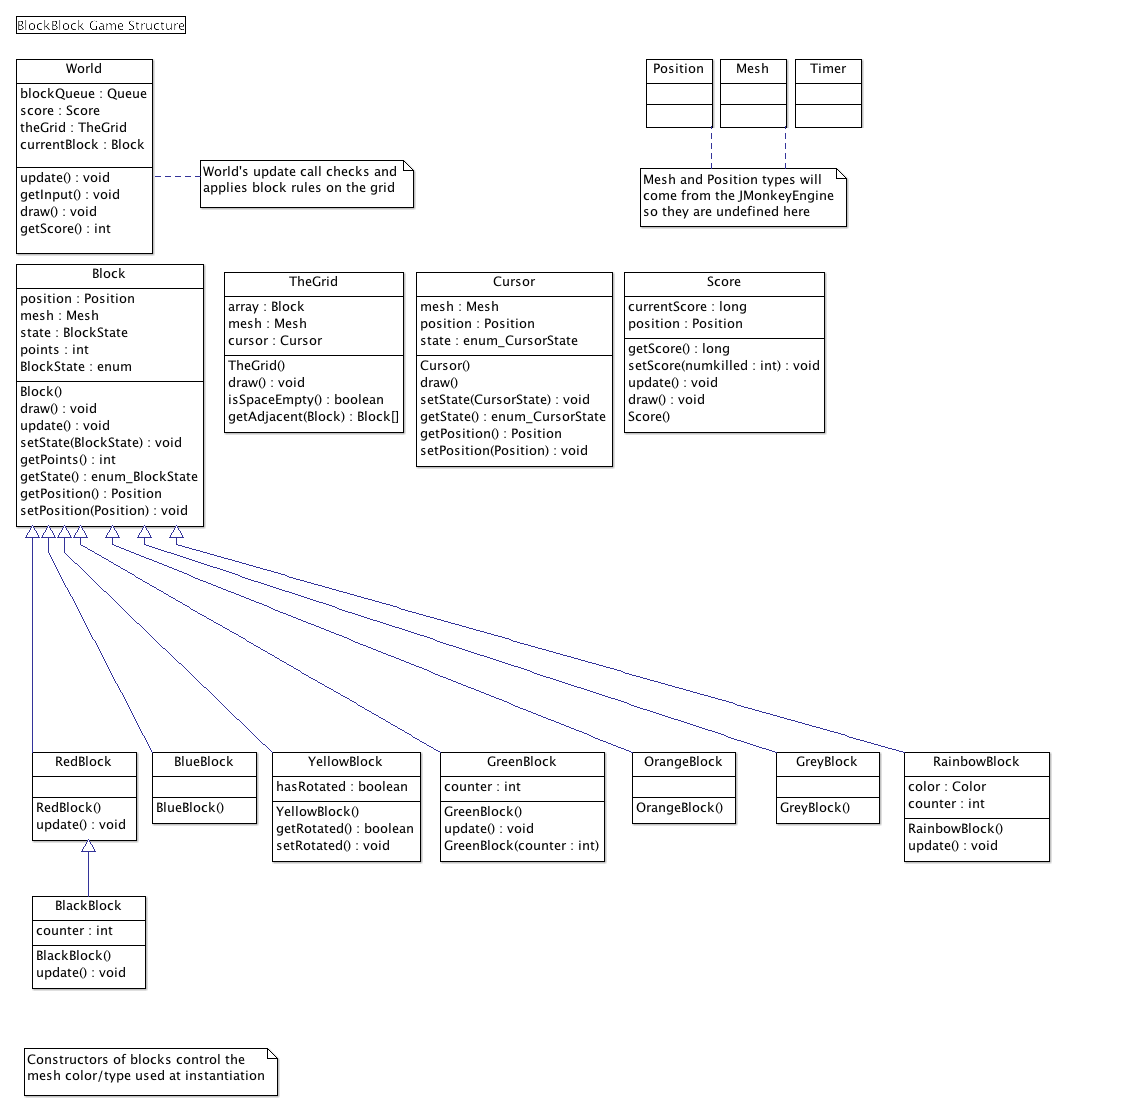 BlockBlock Game Structure
World
blockQueue : Queue
score : Score
theGrid : TheGrid
currentBlock : Block
update() : void
getInput() : void
draw() : void
getScore() : int
World's update call checks and
applies block rules on the grid
Position
Mesh
Timer
Mesh and Position types will
come from the JMonkeyEngine
so they are undefined here
Block
position : Position
mesh : Mesh
state : BlockState
points : int
BlockState : enum
Block()
draw() : void
update() : void
setState(BlockState) : void
getPoints() : int
getState() : enum_BlockState
getPosition() : Position
setPosition(Position) : void
TheGrid
array : Block
mesh : Mesh
cursor : Cursor
TheGrid()
draw() : void
isSpaceEmpty() : boolean
getAdjacent(Block) : Block[]
Cursor
mesh : Mesh
position : Position
state : enum_CursorState
Cursor()
draw()
setState(CursorState) : void
getState() : enum_CursorState
getPosition() : Position
setPosition(Position) : void
Score
currentScore : long
position : Position
getScore() : long
setScore(numkilled : int) : void
update() : void
draw() : void
Score()
RedBlock
RedBlock()
update() : void
BlueBlock
BlueBlock()
YellowBlock
hasRotated : boolean
YellowBlock()
getRotated() : boolean
setRotated() : void
GreenBlock
counter : int
GreenBlock()
update() : void
GreenBlock(counter : int)
OrangeBlock
OrangeBlock()
GreyBlock
GreyBlock()
RainbowBlock
color : Color
counter : int
RainbowBlock()
update() : void
BlackBlock
counter : int
BlackBlock()
update() : void
Constructors of blocks control the
mesh color/type used at instantiation